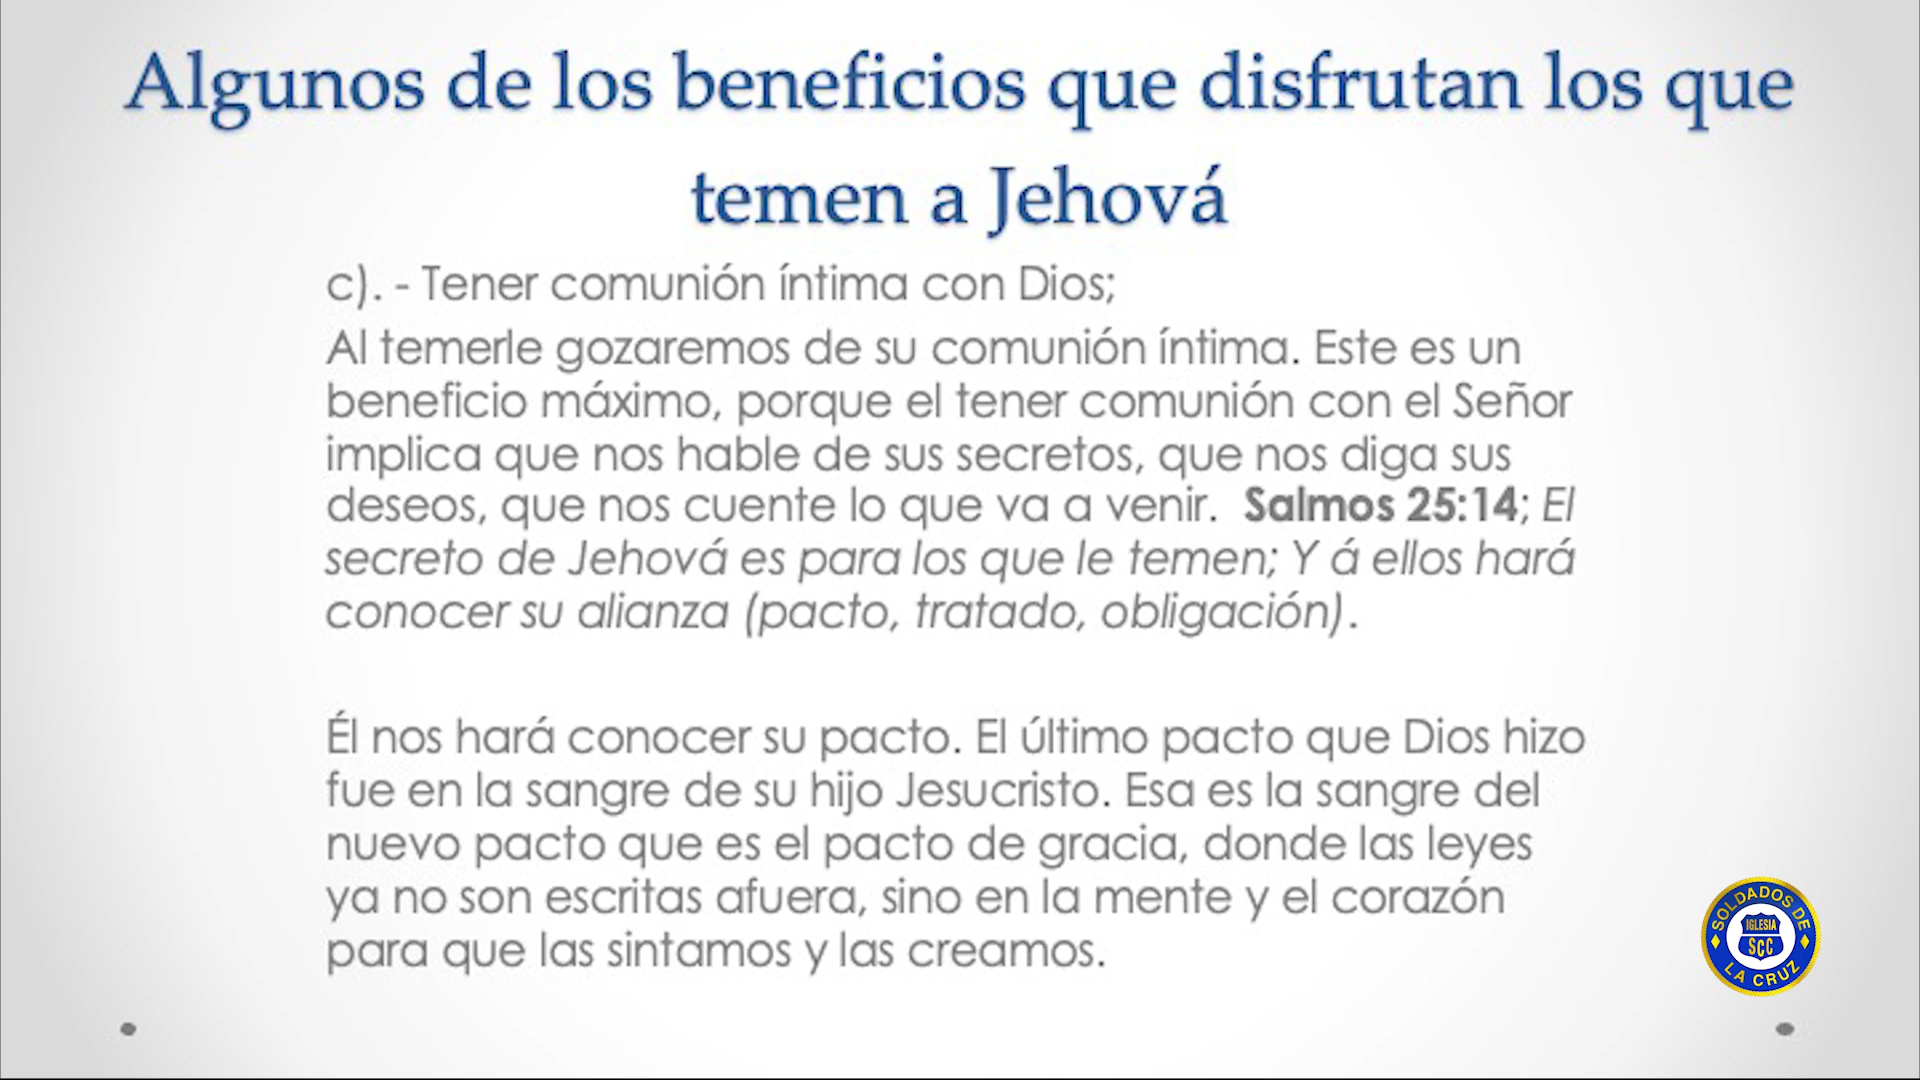 Algunos de los beneficios que disfrutan los que
temen a Jehová
c). - Tener comunión íntima con Dios;
Al temerle gozaremos de su comunión íntima. Este es un
beneficio máximo, porque el tener comunión con el Señor
implica que nos hable de sus secretos, que nos diga sus
deseos, que nos cuente lo que va a venir.  Salmos 25:14; El
secreto de Jehová es para los que le temen; Y á ellos hará
conocer su alianza (pacto, tratado, obligación).
Él nos hará conocer su pacto. El último pacto que Dios hizo
fue en la sangre de su hijo Jesucristo. Esa es la sangre del
nuevo pacto que es el pacto de gracia, donde las leyes
ya no son escritas afuera, sino en la mente y el corazón
para que las sintamos y las creamos.
SOLDADOS DE
IGLESIA
SCC
LA CRUZ